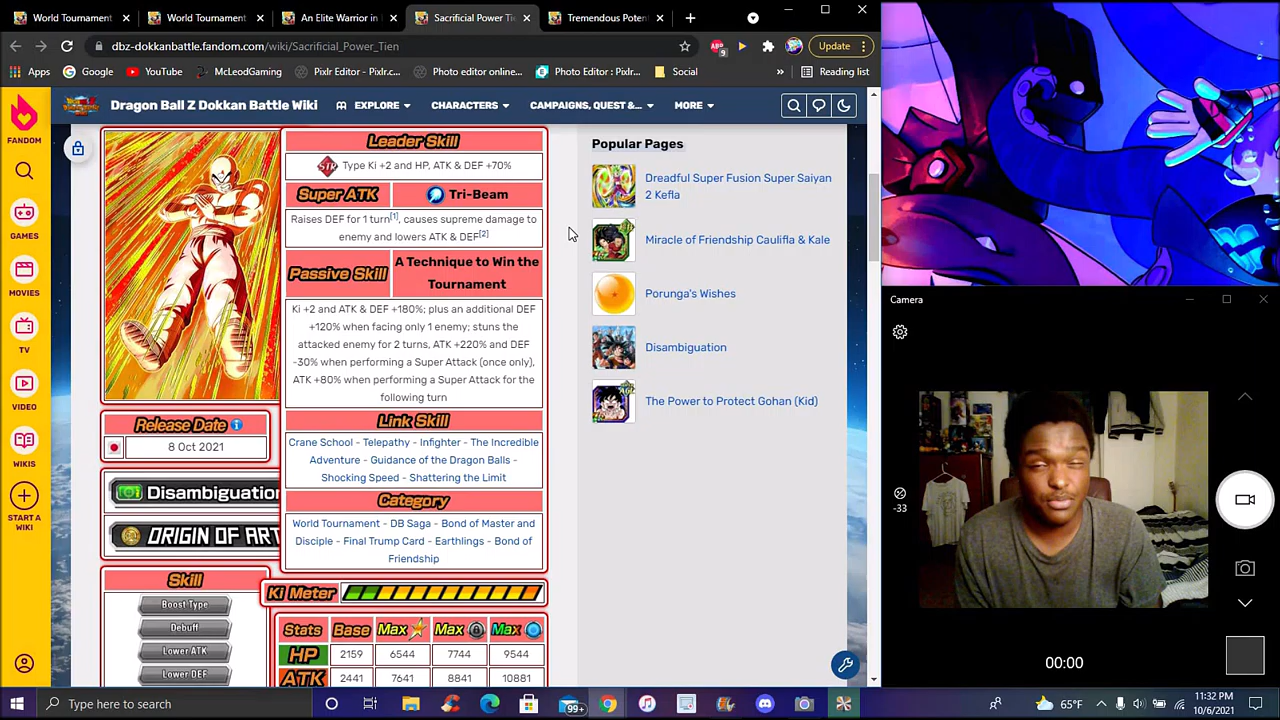 World Tournament
World Tournament
An Elite Warrior in
Sacrificial Power Tie
Tremendous Poten
dbz-dokkanbattle.fandom.com/wiki/Sacrificial_Power_Tien
9
Update
Apps
Google
YouTube
McLeodGaming
Pixlr Editor - Pixlr.c...
Photo editor online...
Photo Editor : Pixlr...
Social
»
Reading list
FANDOM
GAMES
MOVIES
TV
VIDEO
WIKIS
START A
WIKI
Dragon Ball Z Dokkan Battle Wiki
EXPLORE
CHARACTERS
CAMPAIGNS, QUEST &...
MORE
Leader Skill
STR Type Ki +2 and HP, ATK & DEF +70%
Super ATK
Tri-Beam
Raises DEF for 1 turn[1], causes supreme damage to
enemy and lowers ATK & DEF[2]
Passive Skill
A Technique to Win the
Tournament
Ki +2 and ATK & DEF +180%; plus an additional DEF
+120% when facing only 1 enemy; stuns the
attacked enemy for 2 turns, ATK +220% and DEF
-30% when performing a Super Attack (once only),
ATK +80% when performing a Super Attack for the
following turn
Link Skill
Crane School - Telepathy - Infighter - The Incredible
Adventure - Guidance of the Dragon Balls -
Shocking Speed - Shattering the Limit
Category
World Tournament - DB Saga - Bond of Master and
Disciple - Final Trump Card - Earthlings - Bond of
Friendship
Ki Meter
Stats Base Max Max Max
HP 2159 6544 7744 9544
ATK 2441 7641 8841 10881
Release Date
8 Oct 2021
Disambiguation
ORIGIN OF ART
Skill
Boost Type
Debuff
Lower ATK
Lower DEF
Popular Pages
Dreadful Super Fusion Super Saiyan
2 Kefla
Miracle of Friendship Caulifla & Kale
Porunga's Wishes
Disambiguation
The Power to Protect Gohan (Kid)
Camera
-33
00:00
Type here to search
99+
65°F
11:32 PM
10/6/2021